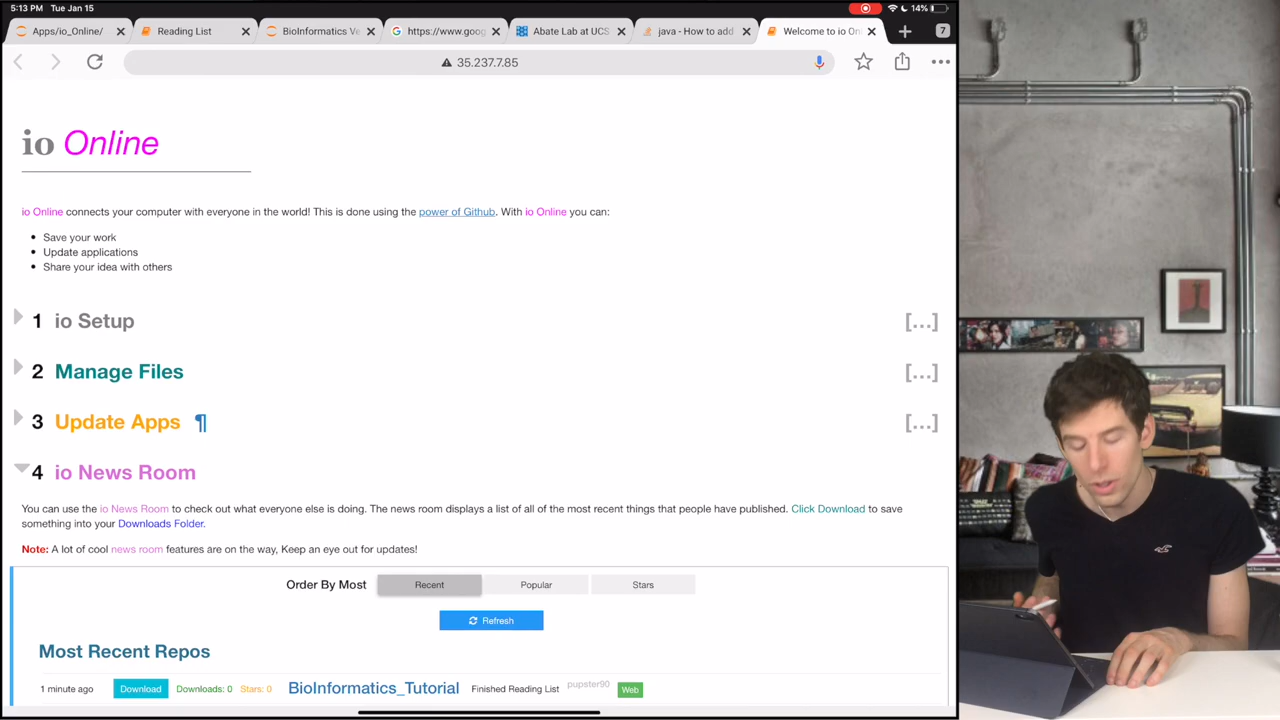 5:13 PM Tue Jan 15 14%
Apps/io_Online/ Reading List BioInformatics Ve https://www.goog Abate Lab at UCS java - How to add Welcome to io Onl 7
35.237.7.85
io Online
io Online connects your computer with everyone in the world! This is done using the power of Github. With io Online you can:
Save your work
Update applications
Share your idea with others
1 io Setup [...]
2 Manage Files [...]
3 Update Apps ¶ [...]
4 io News Room
You can use the io News Room to check out what everyone else is doing. The news room displays a list of all of the most recent things that people have published. Click Download to save
something into your Downloads Folder.
Note: A lot of cool news room features are on the way, Keep an eye out for updates!
Order By Most Recent Popular Stars
Refresh
Most Recent Repos
1 minute ago Download Downloads: 0 Stars: 0 BioInformatics_Tutorial Finished Reading List pupster90 Web